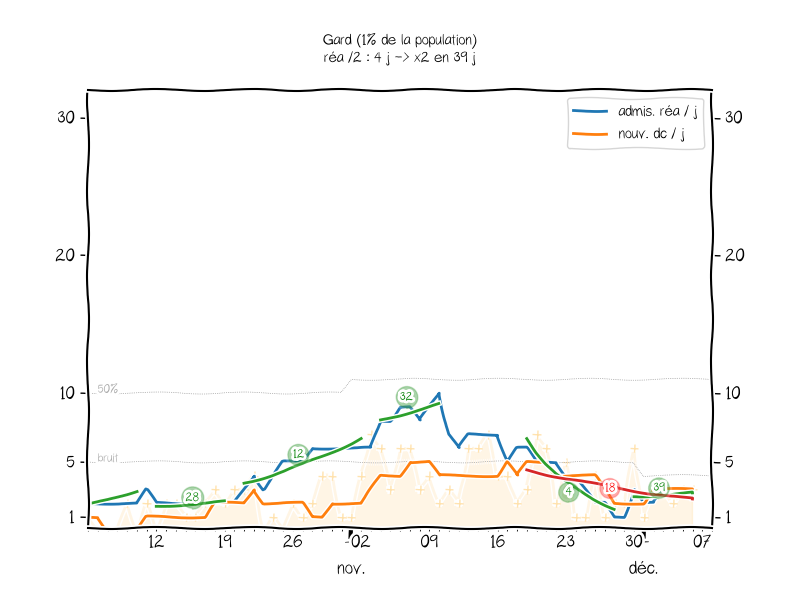 Gard (1% de la population)
réa /2 : 4 j -> x2 en 39 j
admis. réa / j
nouv. dc / j
30
30
20
20
50%
10
10
32
12
bruit
5
5
28
4
18
39
1
1
12 19 26 02 09 16 23 30 07
nov. déc.